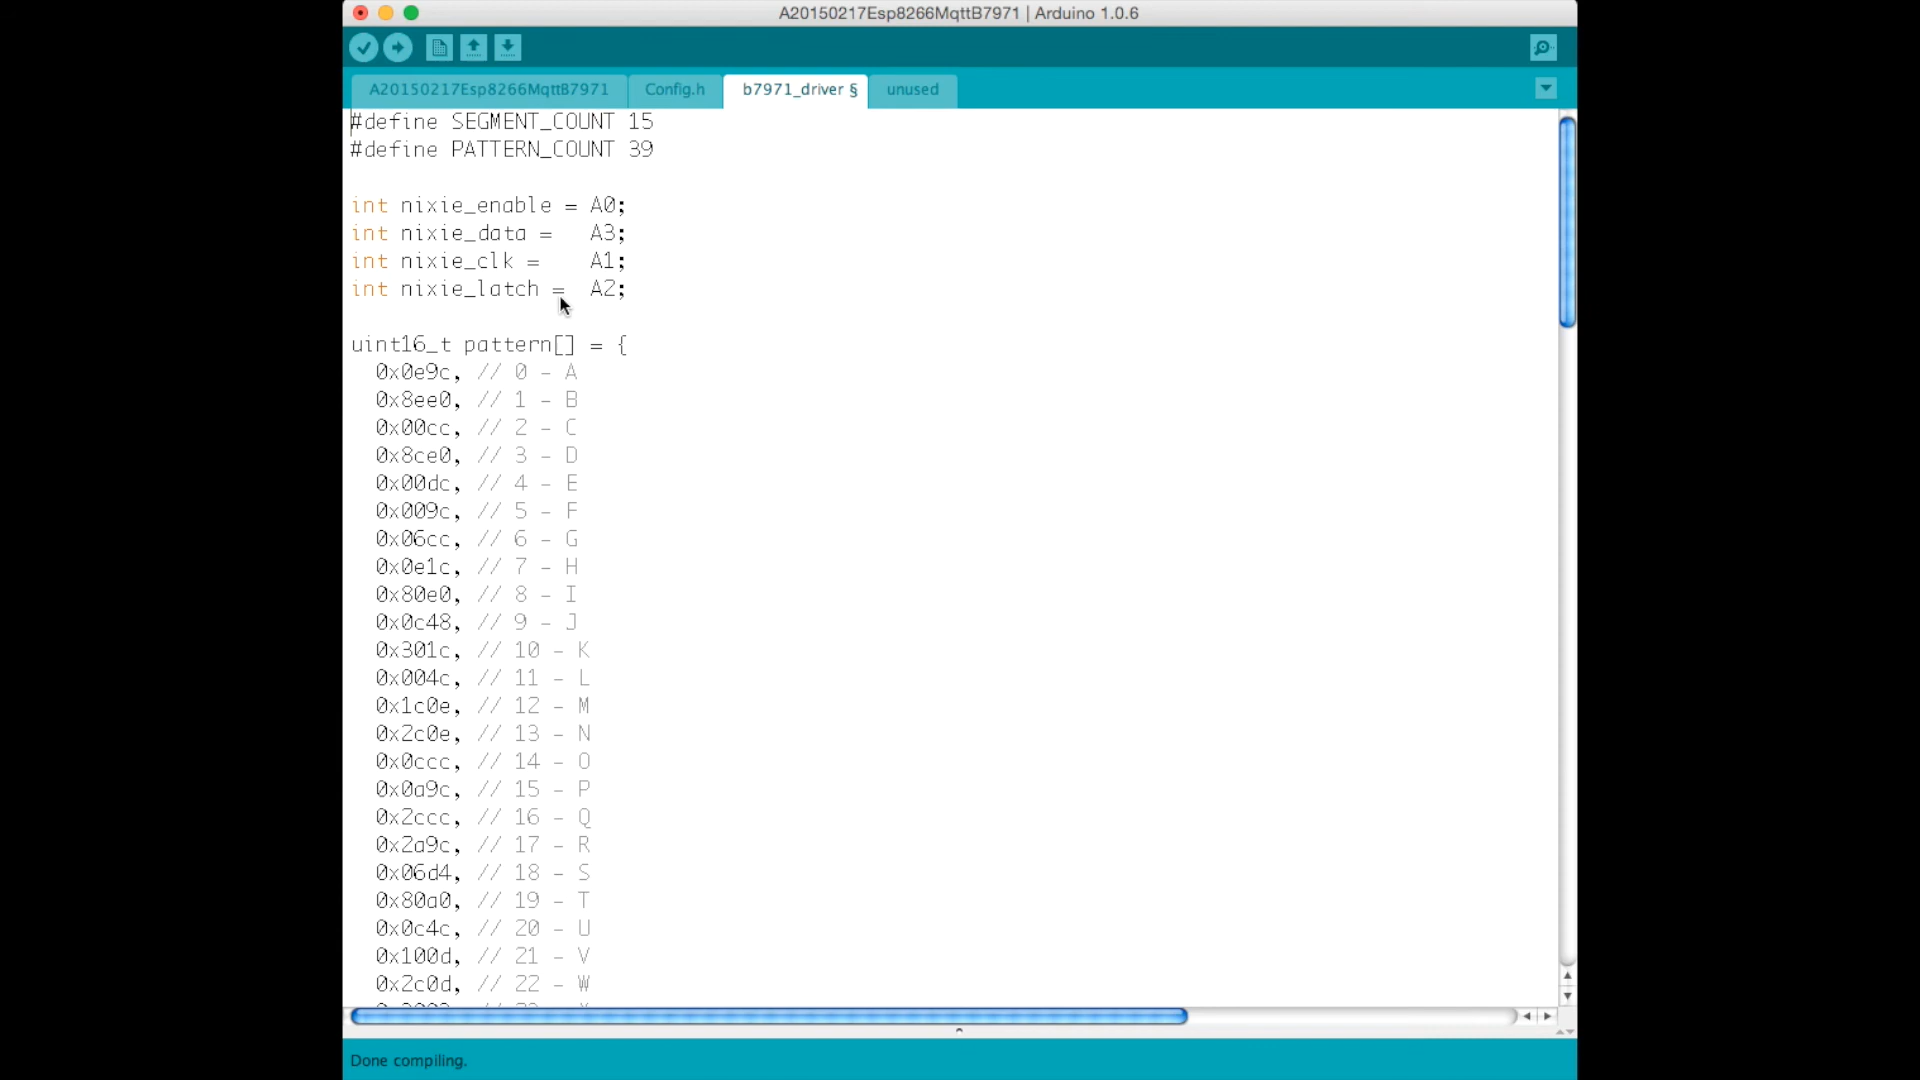 A20150217Esp8266MqttB7971 | Arduino 1.0.6
A20150217Esp8266MqttB7971 Config.h b7971_driver § unused
#define SEGMENT_COUNT 15
#define PATTERN_COUNT 39
int nixie_enable = A0;
int nixie_data =   A3;
int nixie_clk =    A1;
int nixie_latch =  A2;
uint16_t pattern[] = {
0x0e9c, // 0 - A
0x8ee0, // 1 - B
0x00cc, // 2 - C
0x8ce0, // 3 - D
0x00dc, // 4 - E
0x009c, // 5 - F
0x06cc, // 6 - G
0x0e1c, // 7 - H
0x80e0, // 8 - I
0x0c48, // 9 - J
0x301c, // 10 - K
0x004c, // 11 - L
0x1c0e, // 12 - M
0x2c0e, // 13 - N
0x0ccc, // 14 - O
0x0a9c, // 15 - P
0x2ccc, // 16 - Q
0x2a9c, // 17 - R
0x06d4, // 18 - S
0x80a0, // 19 - T
0x0c4c, // 20 - U
0x100d, // 21 - V
0x2c0d, // 22 - W
Done compiling.